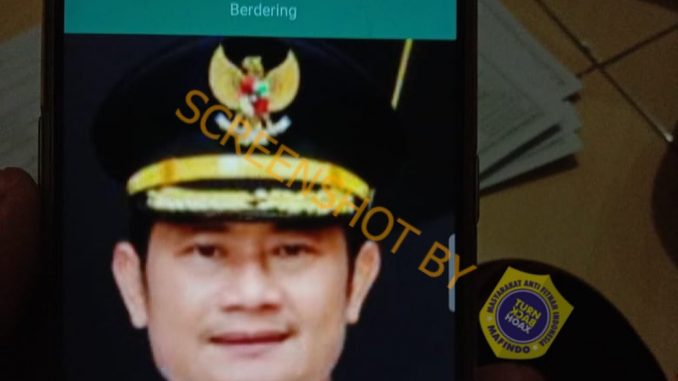 Berdering
SCREENSHOT BY
MASYARAKAT ANTI FITNAH INDONESIA
TURN
BACK
HOAX
MAFINDO